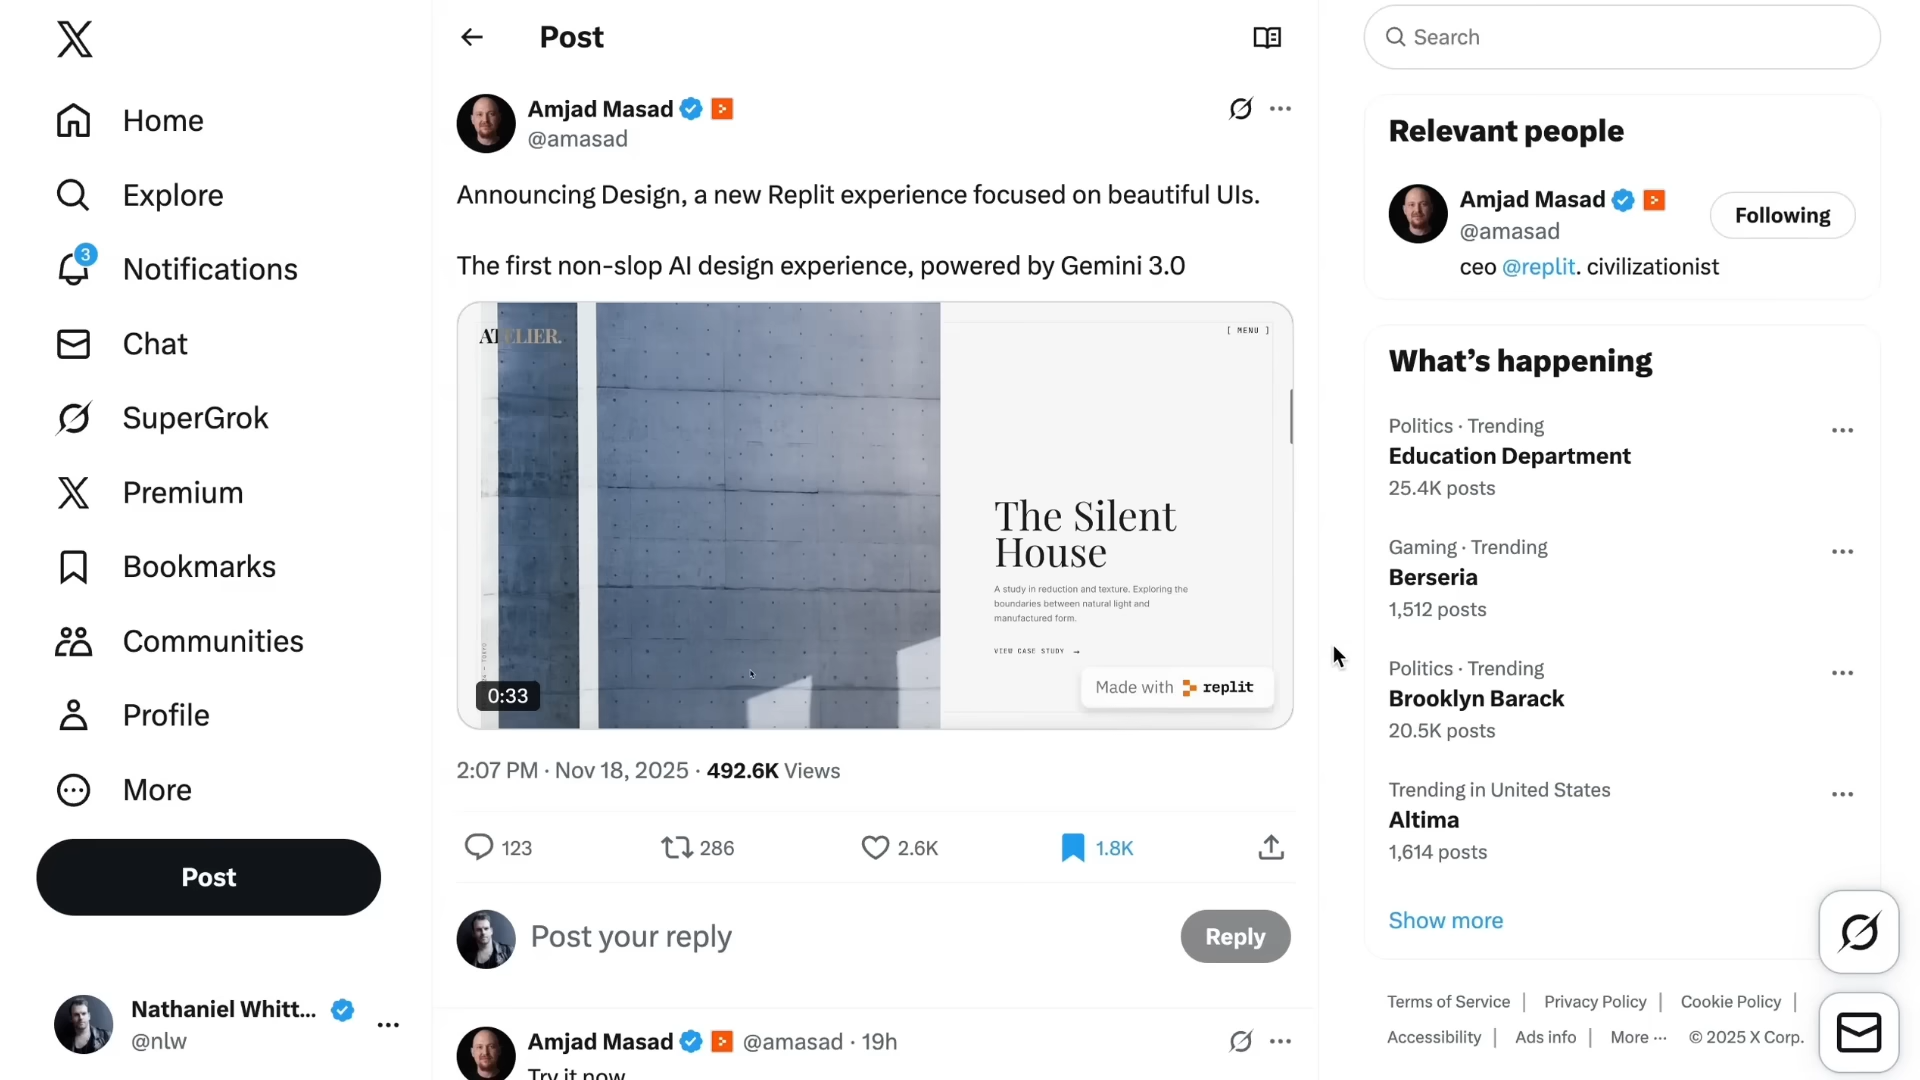 Home
Explore
3
Notifications
Chat
SuperGrok
Premium
Bookmarks
Communities
Profile
More
Post
Nathaniel Whitt...
@nlw
Post
Amjad Masad
@amasad
Announcing Design, a new Replit experience focused on beautiful UIs.
The first non-slop AI design experience, powered by Gemini 3.0
ATELIER.
[ MENU ]
The Silent
House
A study in reduction and texture. Exploring the
boundaries between natural light and
manufactured form.
VIEW CASE STUDY →
Made with replit
0:33
2:07 PM · Nov 18, 2025 · 492.6K Views
123
286
2.6K
1.8K
Post your reply
Reply
Amjad Masad @amasad · 19h
Try it now
Search
Relevant people
Amjad Masad
@amasad
Following
ceo @replit. civilizationist
What’s happening
Politics · Trending
Education Department
25.4K posts
Gaming · Trending
Berseria
1,512 posts
Politics · Trending
Brooklyn Barack
20.5K posts
Trending in United States
Altima
1,614 posts
Show more
Terms of Service | Privacy Policy | Cookie Policy |
Accessibility | Ads info | More ··· © 2025 X Corp.